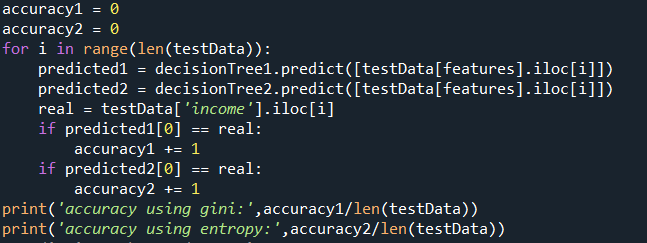 accuracy1 = 0
accuracy2 = 0
for i in range(len(testData)):
    predicted1 = decisionTree1.predict([testData[features].iloc[i]])
    predicted2 = decisionTree2.predict([testData[features].iloc[i]])
    real = testData['income'].iloc[i]
    if predicted1[0] == real:
        accuracy1 += 1
    if predicted2[0] == real:
        accuracy2 += 1
print('accuracy using gini:',accuracy1/len(testData))
print('accuracy using entropy:',accuracy2/len(testData))